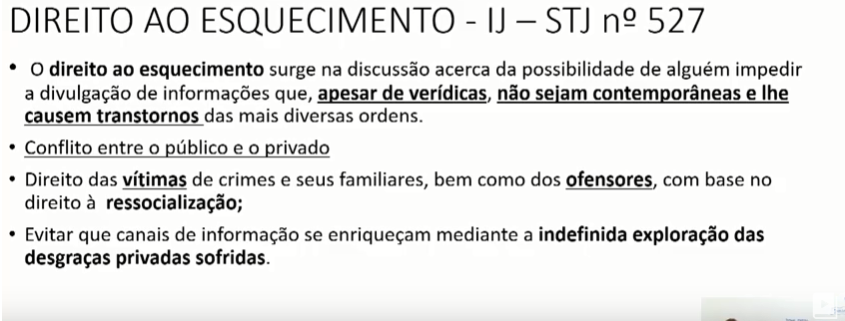 DIREITO AO ESQUECIMENTO - IJ – STJ nº 527
• O direito ao esquecimento surge na discussão acerca da possibilidade de alguém impedir
a divulgação de informações que, apesar de verídicas, não sejam contemporâneas e lhe
causem transtornos das mais diversas ordens.
• Conflito entre o público e o privado
• Direito das vítimas de crimes e seus familiares, bem como dos ofensores, com base no
direito à ressocialização;
• Evitar que canais de informação se enriqueçam mediante a indefinida exploração das
desgraças privadas sofridas.